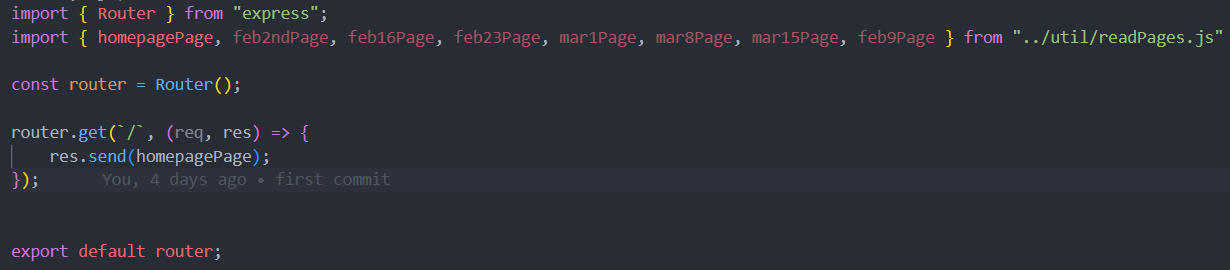 import { Router } from "express";
import { homepagePage, feb2ndPage, feb16Page, feb23Page, mar1Page, mar8Page, mar15Page, feb9Page } from "../util/readPages.js"
const router = Router();
router.get(`/`, (req, res) => {
    res.send(homepagePage);
});      You, 4 days ago • first commit
export default router;